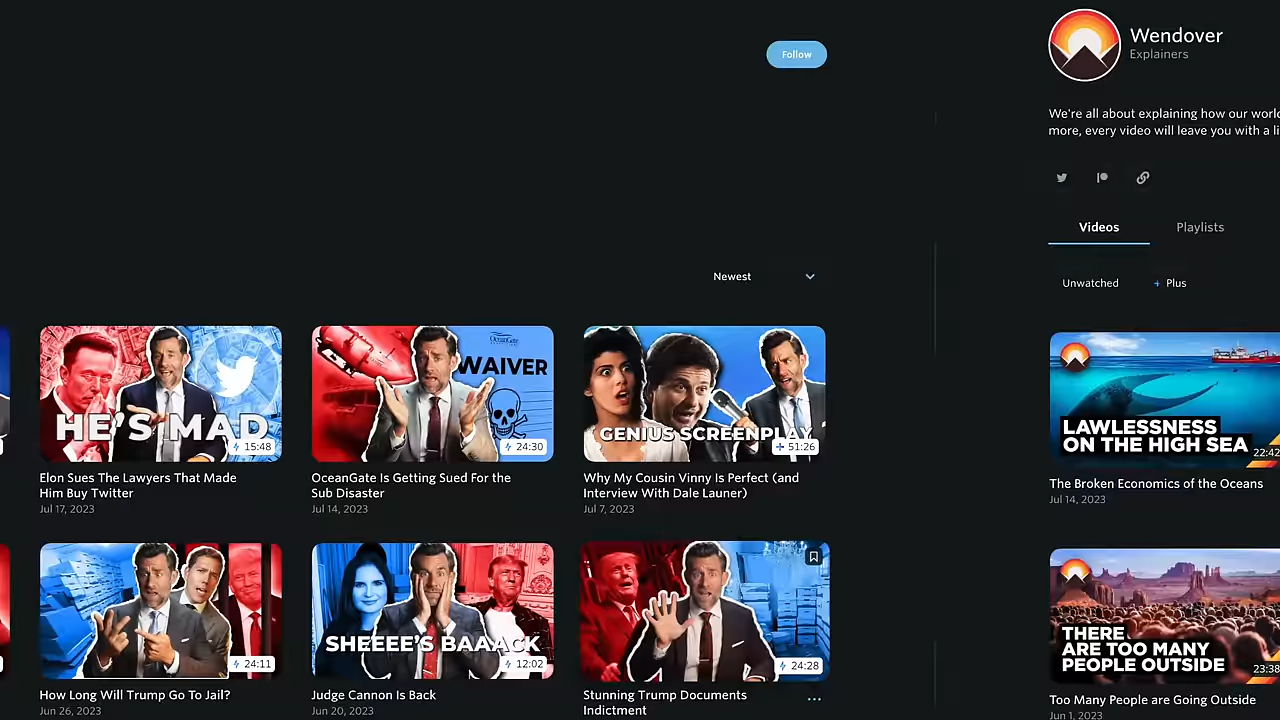 Follow
Newest
OceanGate
WAIVER
HE'S MAD
15:48
24:30
GENIUS SCREENPLAY
51:26
Elon Sues The Lawyers That Made
Him Buy Twitter
Jul 17, 2023
OceanGate Is Getting Sued For the
Sub Disaster
Jul 14, 2023
Why My Cousin Vinny Is Perfect (and
Interview With Dale Launer)
Jul 7, 2023
24:11
SHEEEE'S BAAACK
12:02
24:28
How Long Will Trump Go To Jail?
Jun 26, 2023
Judge Cannon Is Back
Jun 20, 2023
Stunning Trump Documents
Indictment
Wendover
Explainers
We're all about explaining how our world
more, every video will leave you with a
Videos
Playlists
Unwatched
+ Plus
LAWLESSNESS
ON THE HIGH SEA
22:42
The Broken Economics of the Oceans
Jul 14, 2023
THERE
ARE TOO MANY
PEOPLE OUTSIDE
23:38
Too Many People are Going Outside
Jun 1, 2023